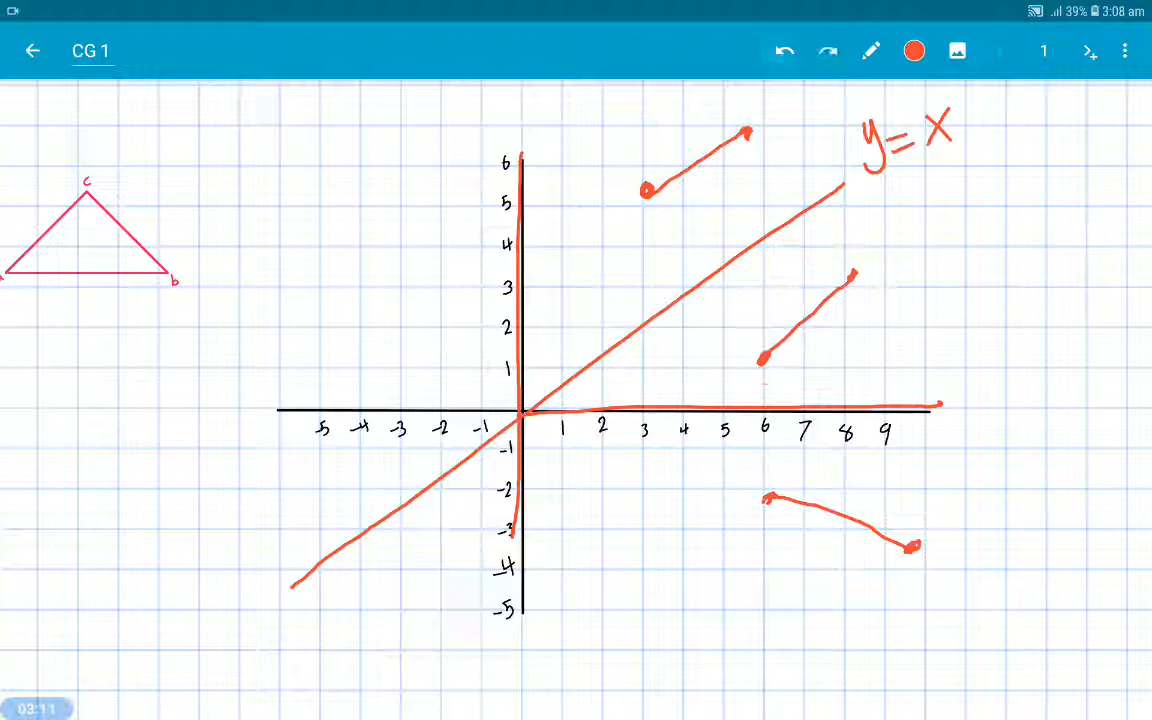 39% 3:08 am
CG 1
1
y = x
c
b
6
5
4
3
2
1
-5 -4 -3 -2 -1 1 2 3 4 5 6 7 8 9
-1
-2
-3
-4
-5
03:11